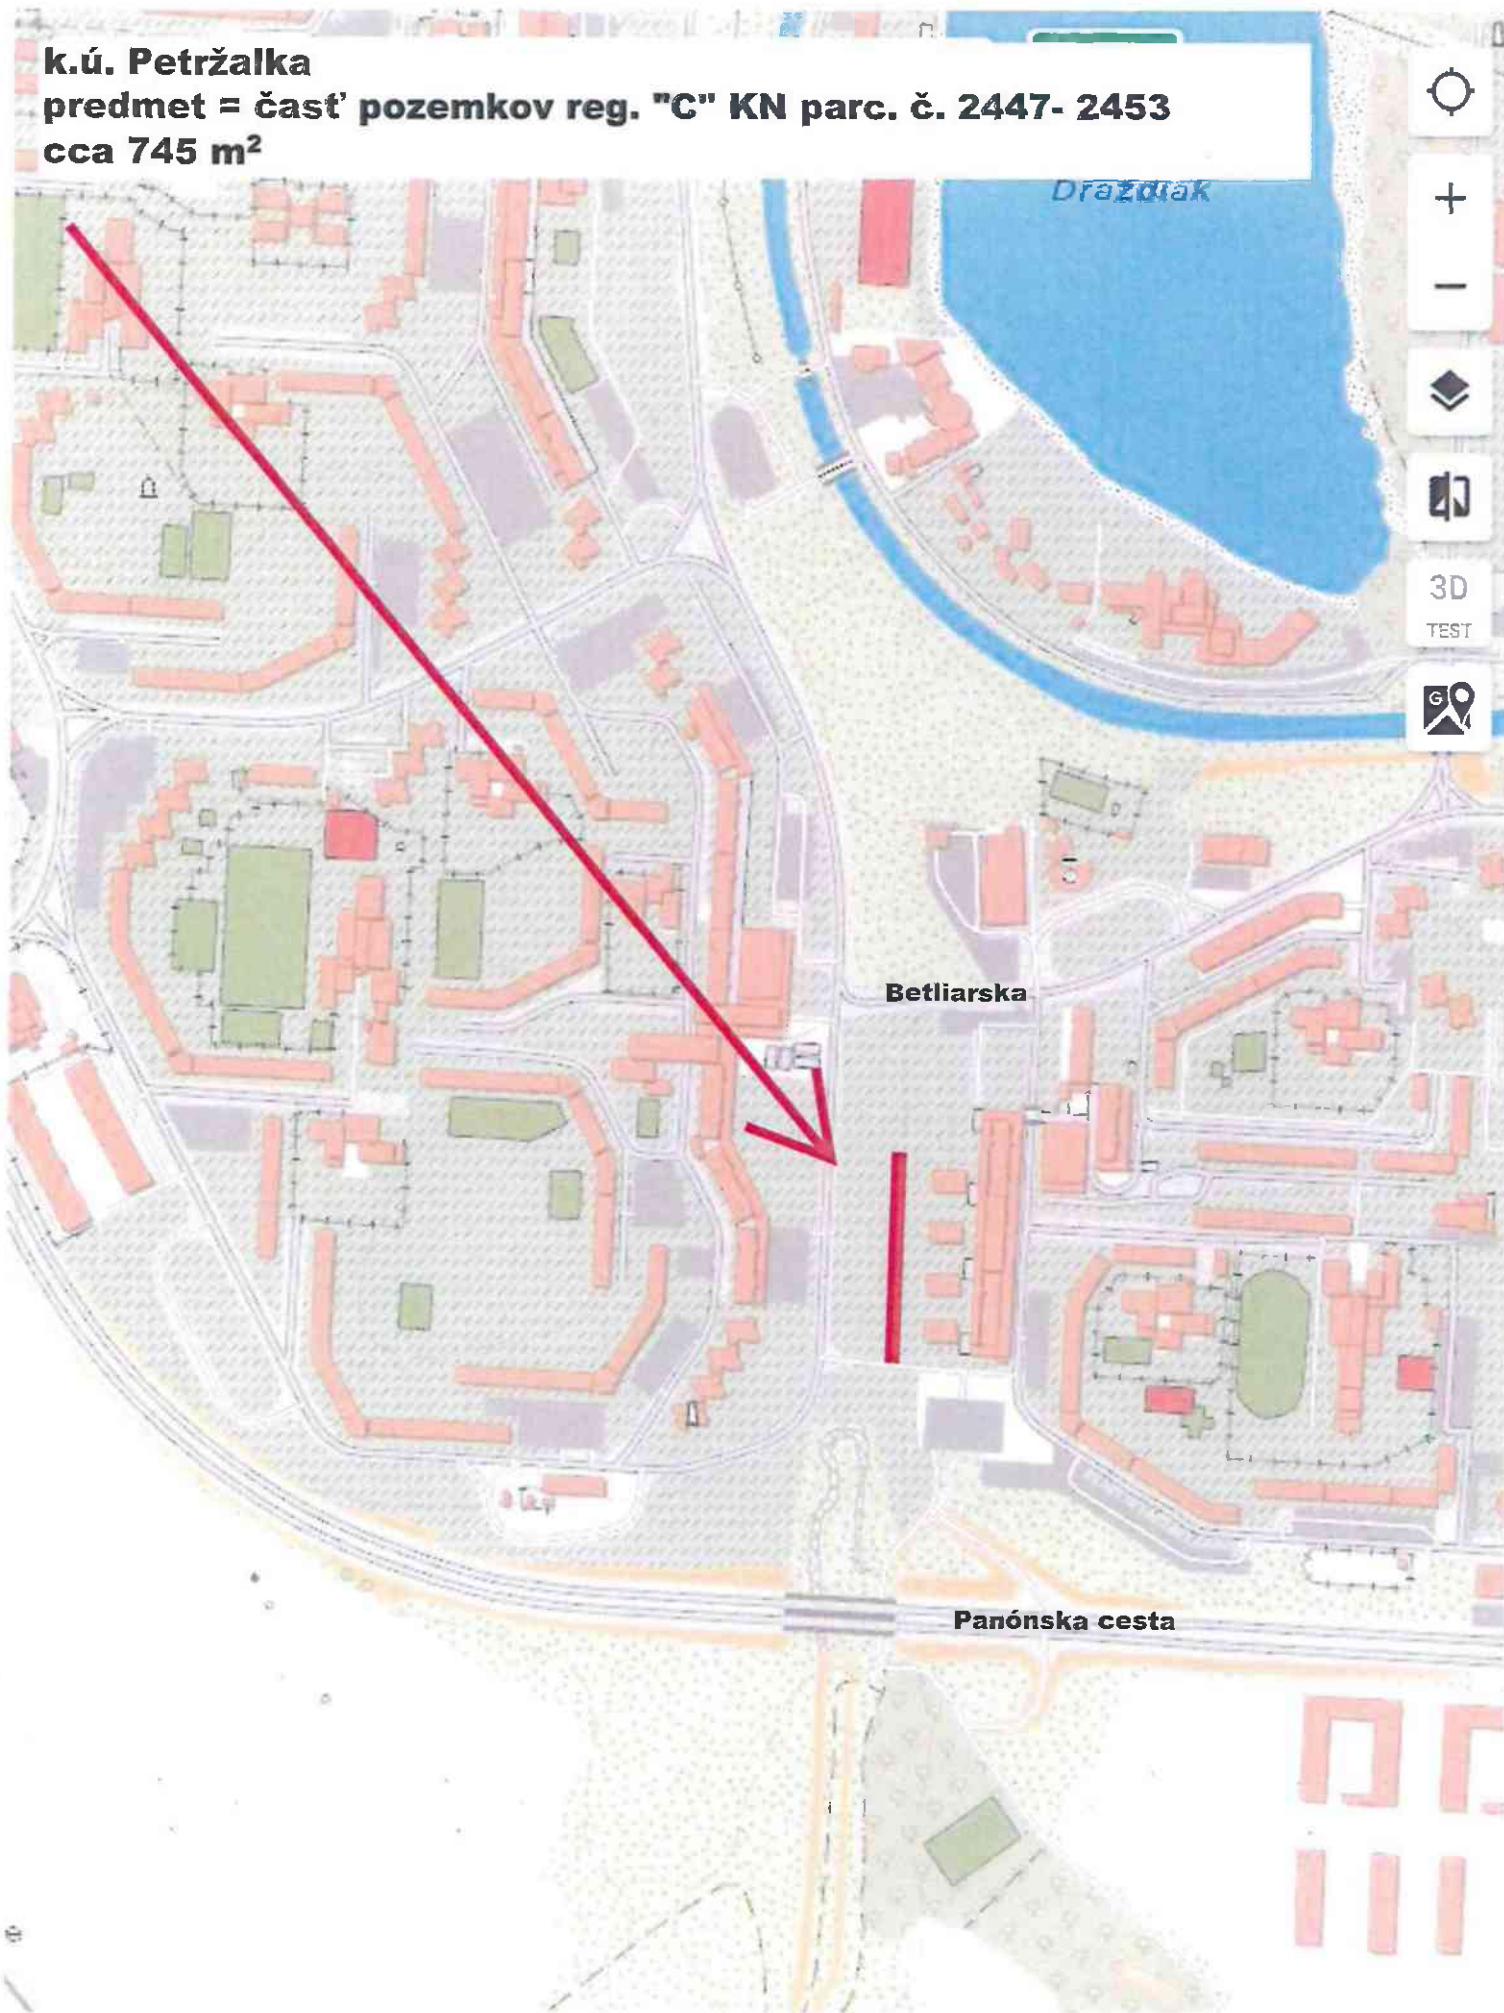 k.ú. Petržalka
predmet = časť pozemkov reg. "C" KN parc. č. 2447- 2453
cca 745 m²
Draždiak
3D
TEST
G
Betliarska
Panónska cesta